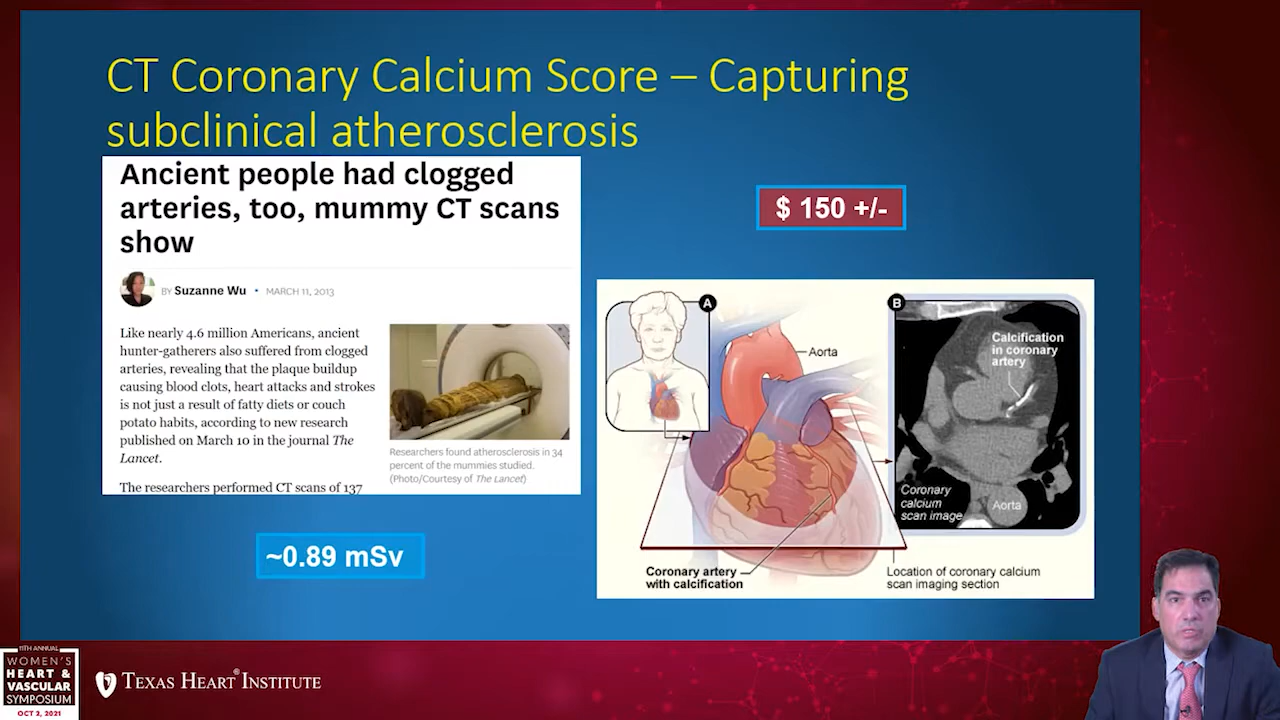 CT Coronary Calcium Score – Capturing
subclinical atherosclerosis
Ancient people had clogged
arteries, too, mummy CT scans
show
BY Suzanne Wu • MARCH 11, 2013
Like nearly 4.6 million Americans, ancient
hunter-gatherers also suffered from clogged
arteries, revealing that the plaque buildup
causing blood clots, heart attacks and strokes
is not just a result of fatty diets or couch
potato habits, according to new research
published on March 10 in the journal The
Lancet.
The researchers performed CT scans of 137
Researchers found atherosclerosis in 34
percent of the mummies studied.
(Photo/Courtesy of The Lancet)
~0.89 mSv
$ 150 +/-
A
Aorta
Coronary artery
with calcification
B
Calcification
in coronary
artery
Coronary
calcium
scan image
Aorta
Location of coronary calcium
scan imaging section
11TH ANNUAL
WOMEN'S
HEART &
VASCULAR
SYMPOSIUM
OCT 2, 2021
TEXAS HEART® INSTITUTE